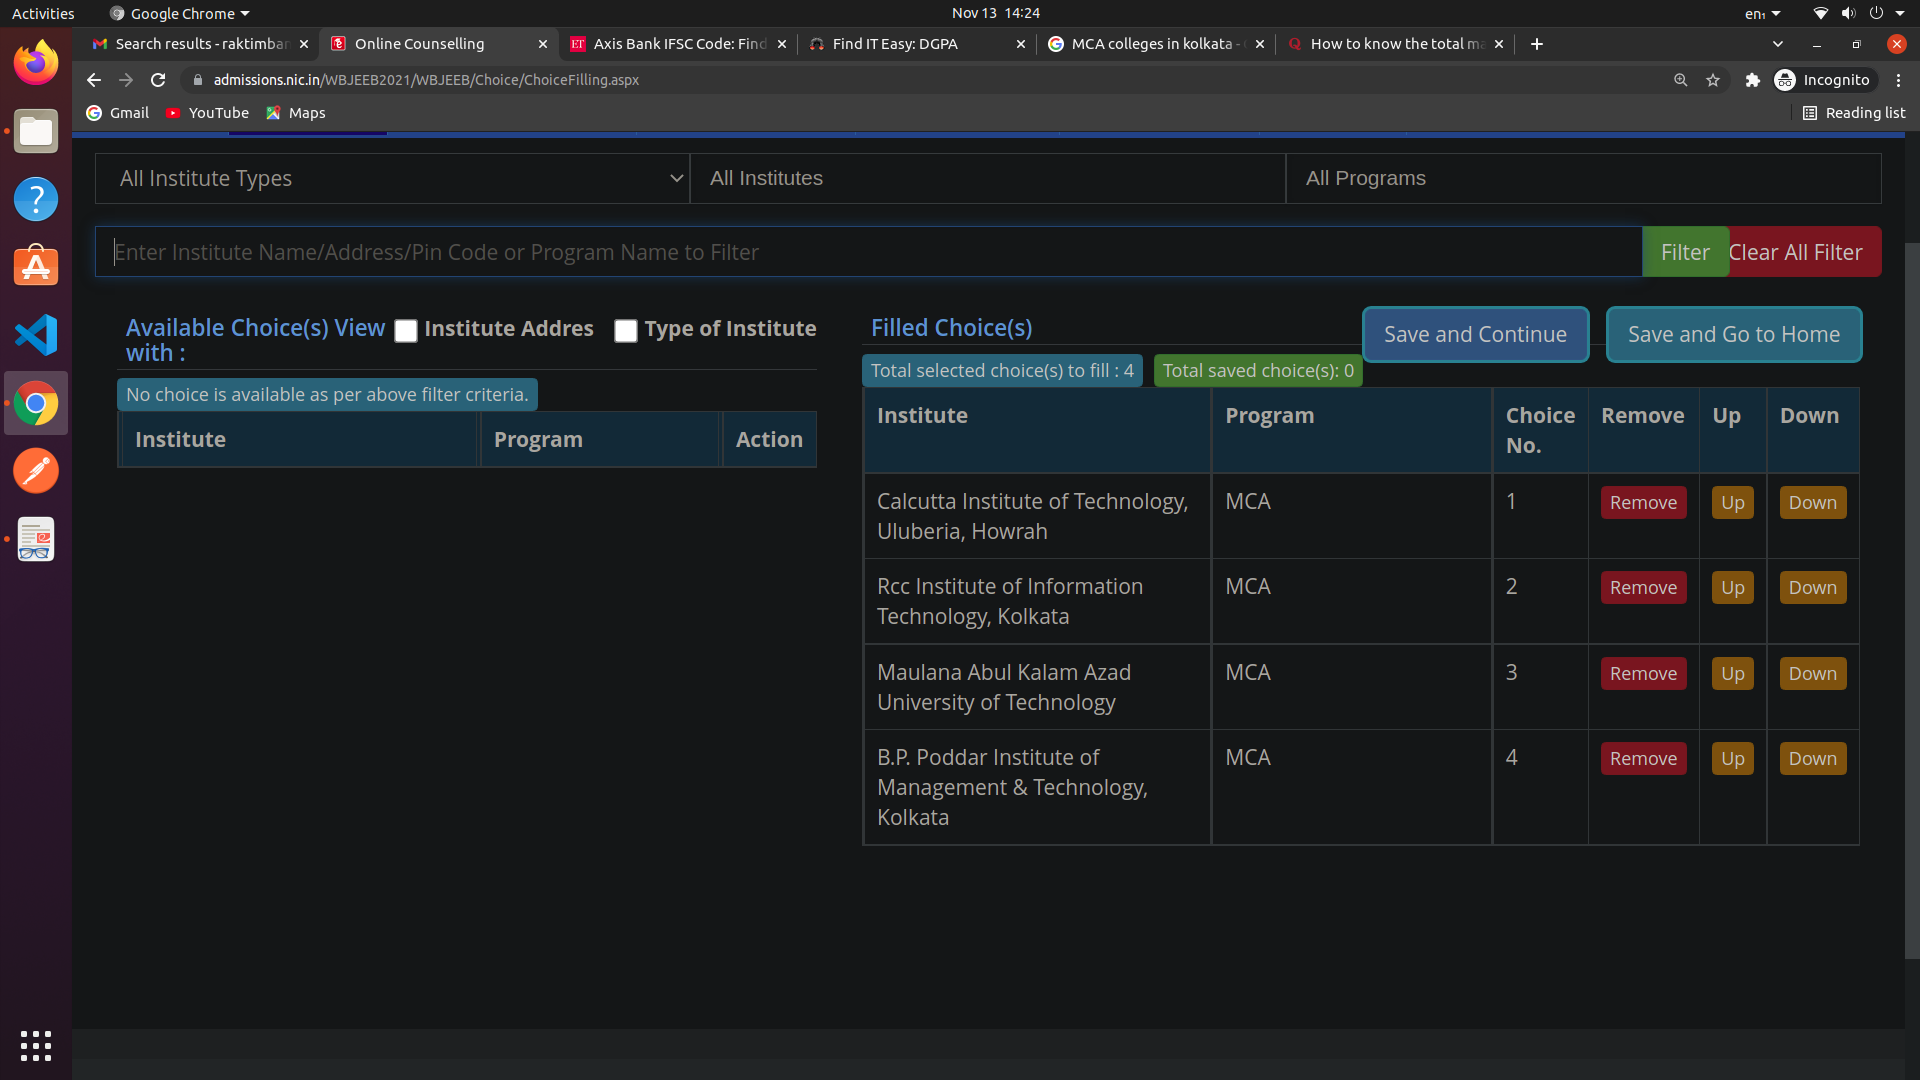 Activities
Google Chrome
Nov 13 14:24
en₁
Search results - raktimban
Online Counselling
Axis Bank IFSC Code: Find
Find IT Easy: DGPA
MCA colleges in kolkata -
How to know the total ma
admissions.nic.in/WBJEEB2021/WBJEEB/Choice/ChoiceFilling.aspx
Incognito
Gmail
YouTube
Maps
Reading list
All Institute Types
All Institutes
All Programs
Enter Institute Name/Address/Pin Code or Program Name to Filter
Filter
Clear All Filter
Available Choice(s) View
with :
Institute Addres
Type of Institute
No choice is available as per above filter criteria.
Institute
Program
Action
Filled Choice(s)
Save and Continue
Save and Go to Home
Total selected choice(s) to fill : 4
Total saved choice(s): 0
Institute
Program
Choice
No.
Remove
Up
Down
Calcutta Institute of Technology,
Uluberia, Howrah
MCA
1
Remove
Up
Down
Rcc Institute of Information
Technology, Kolkata
MCA
2
Remove
Up
Down
Maulana Abul Kalam Azad
University of Technology
MCA
3
Remove
Up
Down
B.P. Poddar Institute of
Management & Technology,
Kolkata
MCA
4
Remove
Up
Down